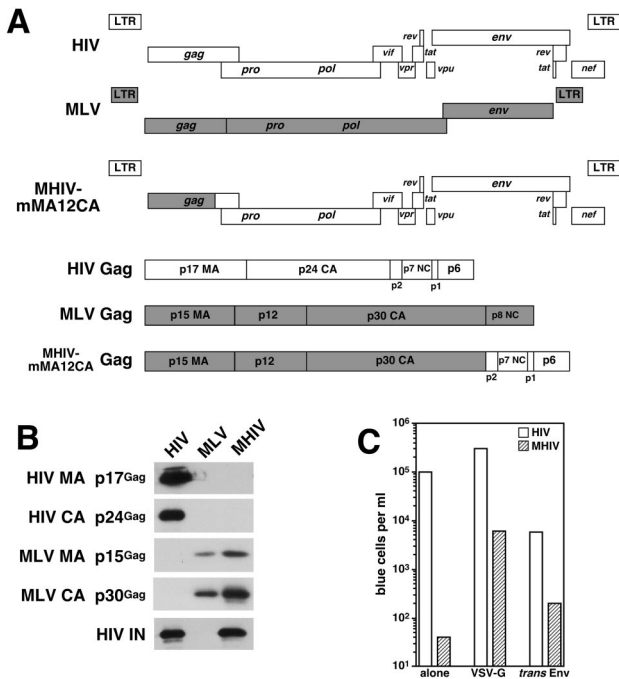 A
LTR LTR
HIV
gag pro pol vif vpr rev tat vpu env rev tat nef
LTR LTR
MLV
gag pro pol env
LTR LTR
MHIV-
mMA12CA
gag pro pol vif vpr rev tat vpu env rev tat nef
HIV Gag p17 MA p24 CA p2 p7 NC p1 p6
MLV Gag p15 MA p12 p30 CA p8 NC
MHIV-
mMA12CA Gag p15 MA p12 p30 CA p2 p7 NC p1 p6
B
HIV MLV MHIV
HIV MA p17Gag
HIV CA p24Gag
MLV MA p15Gag
MLV CA p30Gag
HIV IN
C
blue cells per ml
10⁶
10⁵
10⁴
10³
10²
10¹
HIV
MHIV
alone VSV-G trans Env